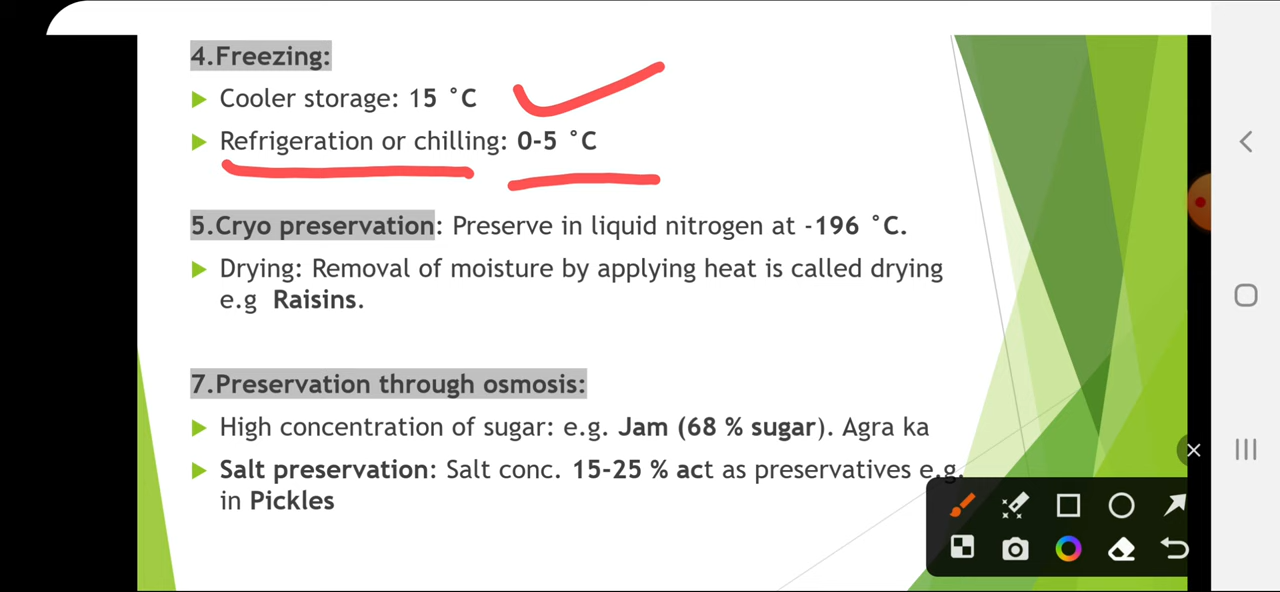 4.Freezing:
Cooler storage: 15 °C
Refrigeration or chilling: 0-5 °C
5.Cryo preservation: Preserve in liquid nitrogen at -196 °C.
Drying: Removal of moisture by applying heat is called drying
e.g Raisins.
7.Preservation through osmosis:
High concentration of sugar: e.g. Jam (68 % sugar). Agra ka
Salt preservation: Salt conc. 15-25 % act as preservatives e.g.
in Pickles